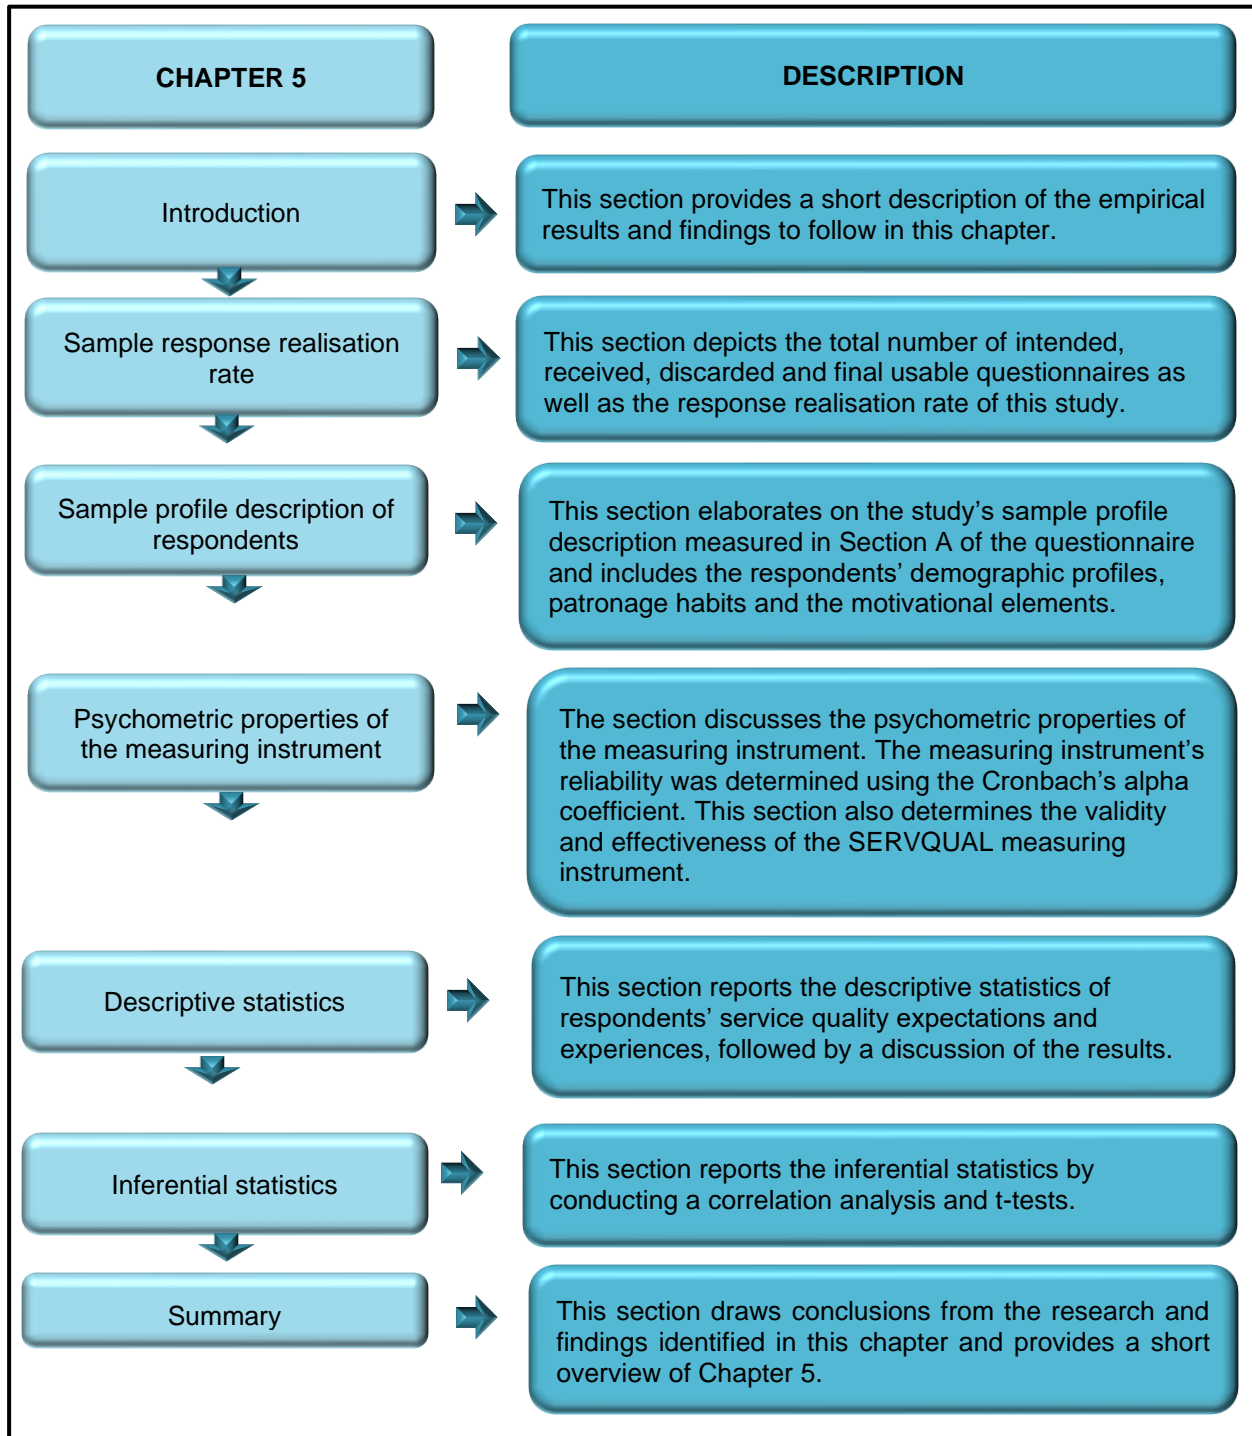 CHAPTER 5
DESCRIPTION
Introduction
This section provides a short description of the empirical
results and findings to follow in this chapter.
Sample response realisation
rate
This section depicts the total number of intended,
received, discarded and final usable questionnaires as
well as the response realisation rate of this study.
Sample profile description of
respondents
This section elaborates on the study’s sample profile
description measured in Section A of the questionnaire
and includes the respondents’ demographic profiles,
patronage habits and the motivational elements.
Psychometric properties of
the measuring instrument
The section discusses the psychometric properties of
the measuring instrument. The measuring instrument’s
reliability was determined using the Cronbach’s alpha
coefficient. This section also determines the validity
and effectiveness of the SERVQUAL measuring
instrument.
Descriptive statistics
This section reports the descriptive statistics of
respondents’ service quality expectations and
experiences, followed by a discussion of the results.
Inferential statistics
This section reports the inferential statistics by
conducting a correlation analysis and t-tests.
Summary
This section draws conclusions from the research and
findings identified in this chapter and provides a short
overview of Chapter 5.